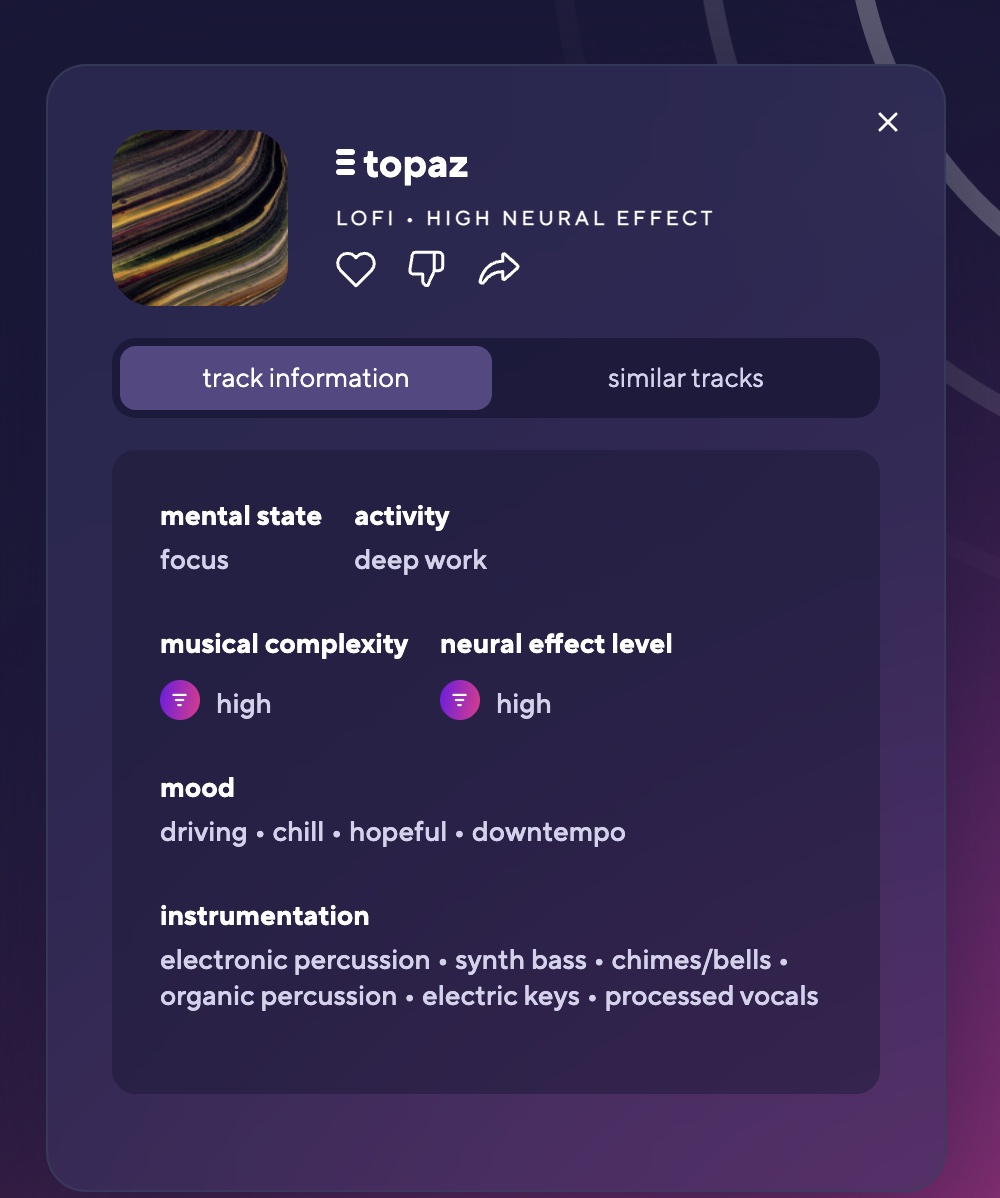 topaz
LOFI • HIGH NEURAL EFFECT
track information similar tracks
mental state activity
focus deep work
musical complexity neural effect level
high high
mood
driving • chill • hopeful • downtempo
instrumentation
electronic percussion • synth bass • chimes/bells •
organic percussion • electric keys • processed vocals